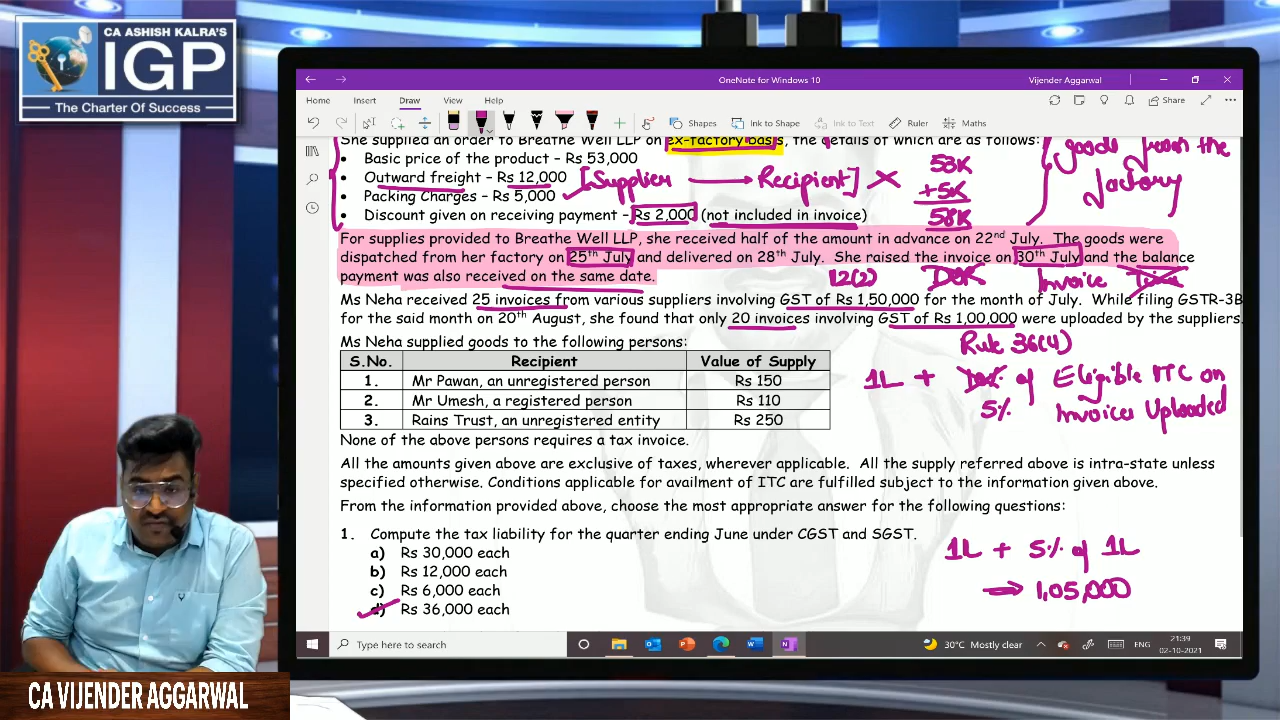 CA ASHISH KALRA'S
IGP
The Charter Of Success
OneNote for Windows 10
Vijender Aggarwal
Home Insert Draw View Help
Share
Shapes Ink to Shape Ink to Text Ruler Maths
She supplied an order to Breathe Well LLP on ex-factory basis, the details of which are as follows:
• Basic price of the product – Rs 53,000
• Outward freight – Rs 12,000
• Packing Charges – Rs 5,000
• Discount given on receiving payment – Rs 2,000 (not included in invoice)
[Supplier → Recipient] X
53K
+5K
58K
goods from the
factory
For supplies provided to Breathe Well LLP, she received half of the amount in advance on 22nd July. The goods were
dispatched from her factory on 25th July and delivered on 28th July. She raised the invoice on 30th July and the balance
payment was also received on the same date.
12(2) Invoice
Ms Neha received 25 invoices from various suppliers involving GST of Rs 1,50,000 for the month of July. While filing GSTR-3B
for the said month on 20th August, she found that only 20 invoices involving GST of Rs 1,00,000 were uploaded by the suppliers.
Ms Neha supplied goods to the following persons:
S.No. Recipient Value of Supply
1. Mr Pawan, an unregistered person Rs 150
2. Mr Umesh, a registered person Rs 110
3. Rains Trust, an unregistered entity Rs 250
Rule 36(4)
1L + 10% of Eligible ITC on
5% Invoices Uploaded
None of the above persons requires a tax invoice.
All the amounts given above are exclusive of taxes, wherever applicable. All the supply referred above is intra-state unless
specified otherwise. Conditions applicable for availment of ITC are fulfilled subject to the information given above.
From the information provided above, choose the most appropriate answer for the following questions:
1. Compute the tax liability for the quarter ending June under CGST and SGST.
a) Rs 30,000 each
b) Rs 12,000 each
c) Rs 6,000 each
d) Rs 36,000 each
1L + 5% of 1L
→ 1,05,000
Type here to search
30°C Mostly clear
ENG
21:39
02-10-2021
CA VIJENDER AGGARWAL